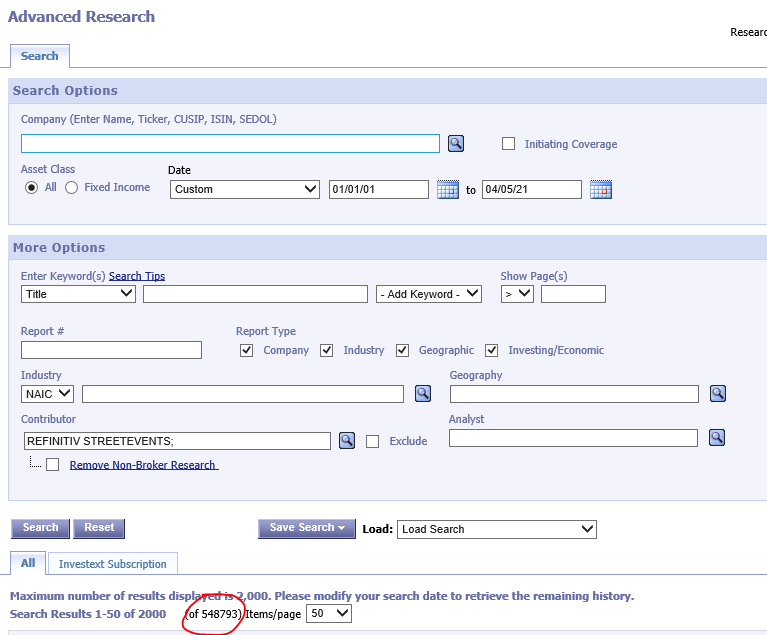 Advanced Research
Researc
Search
Search Options
Company (Enter Name, Ticker, CUSIP, ISIN, SEDOL)
Initiating Coverage
Asset Class
Date
All Fixed Income Custom 01/01/01 to 04/05/21
More Options
Enter Keyword(s) Search Tips Show Page(s)
Title - Add Keyword - >
Report # Report Type
Company Industry Geographic Investing/Economic
Industry Geography
NAIC
Contributor Analyst
REFINITIV STREETEVENTS; Exclude
Remove Non-Broker Research
Search Reset Save Search Load: Load Search
All Investext Subscription
Maximum number of results displayed is 2,000. Please modify your search date to retrieve the remaining history.
Search Results 1-50 of 2000 (of 548793) Items/page 50